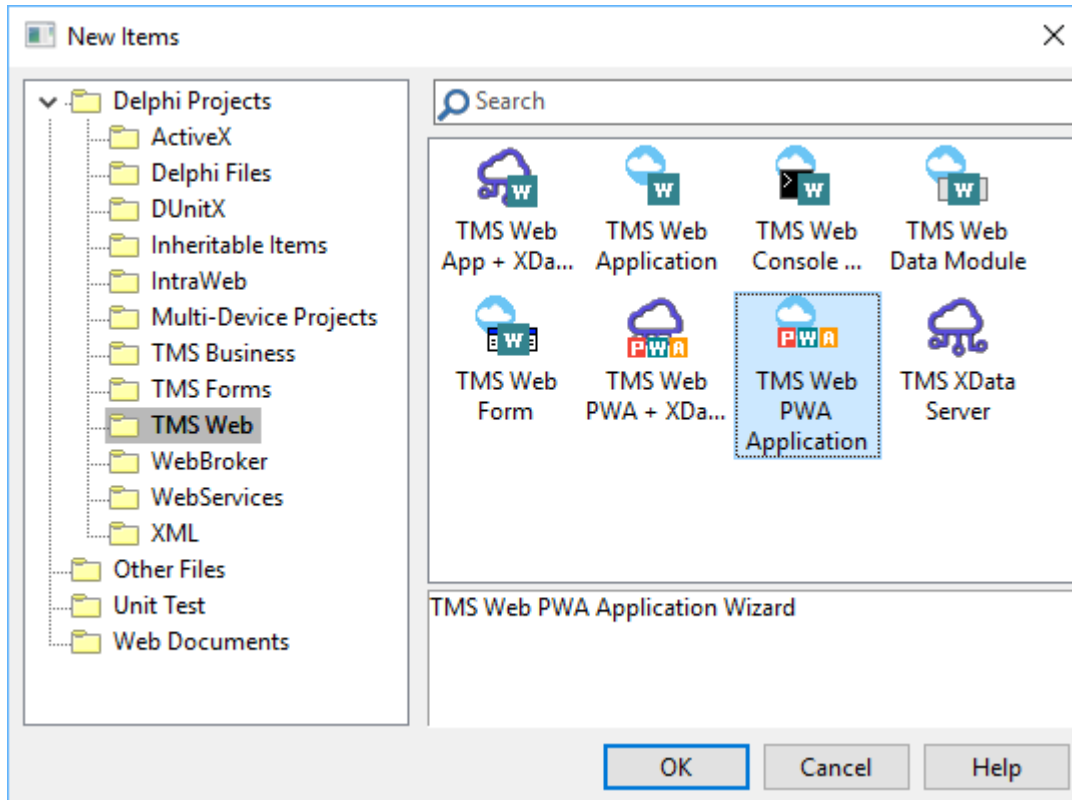 New Items
Delphi Projects
ActiveX
Delphi Files
DUnitX
Inheritable Items
IntraWeb
Multi-Device Projects
TMS Business
TMS Forms
TMS Web
WebBroker
WebServices
XML
Other Files
Unit Test
Web Documents
Search
W
TMS Web
App + XDa...
W
TMS Web
Application
W
TMS Web
Console ...
W
TMS Web
Data Module
W
TMS Web
Form
PWA
TMS Web
PWA + XDa...
PWA
TMS Web
PWA
Application
TMS XData
Server
TMS Web PWA Application Wizard
OK
Cancel
Help